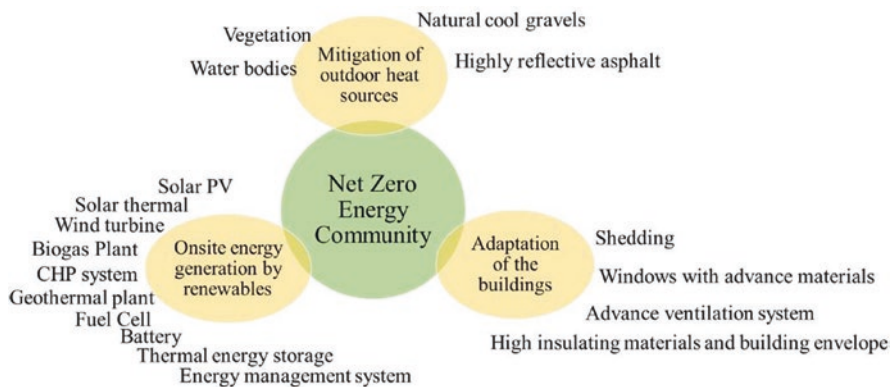 Natural cool gravels
Vegetation
Mitigation of
outdoor heat
sources
Water bodies
Highly reflective asphalt
Net Zero
Energy
Community
Solar PV
Solar thermal
Wind turbine
Biogas Plant
CHP system
Geothermal plant
Fuel Cell
Battery
Thermal energy storage
Energy management system
Onsite energy
generation by
renewables
Adaptation
of the
buildings
Shedding
Windows with advance materials
Advance ventilation system
High insulating materials and building envelope